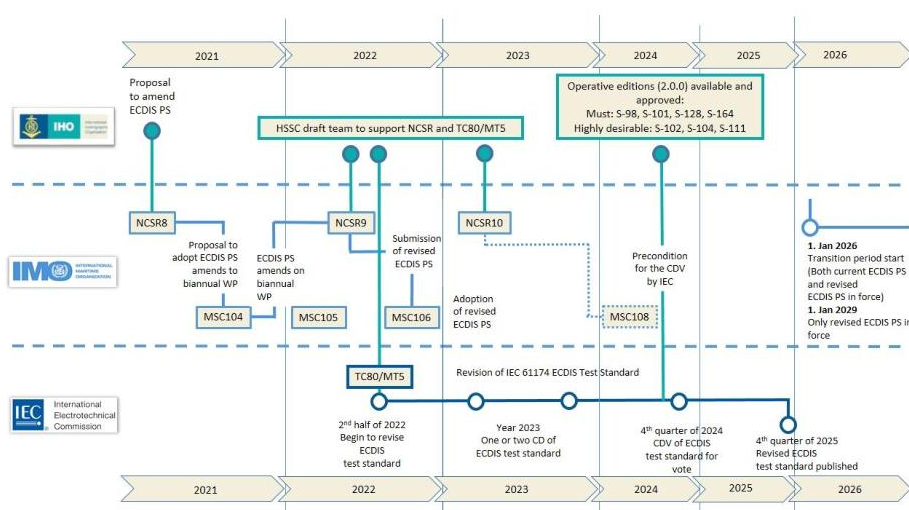 2021
2022
2023
2024
2025
2026
Proposal
to amend
ECDIS PS
IHO
HSSC draft team to support NCSR and TC80/MT5
Operative editions (2.0.0) available and
approved:
Must: S-98, S-101, S-128, S-164
Highly desirable: S-102, S-104, S-111
NCSR8
NCSR9
NCSR10
IMO
INTERNATIONAL
MARITIME
ORGANIZATION
Proposal to
adopt ECDIS PS
amends to
biannual WP
ECDIS PS
amends on
biannual
WP
Submission
of revised
ECDIS PS
Adoption
of revised
ECDIS PS
Precondition
for the CDV
by IEC
1. Jan 2026
Transition period start
(Both current ECDIS PS
and revised
ECDIS PS in force)
1. Jan 2029
Only revised ECDIS PS in
force
MSC104
MSC105
MSC106
MSC108
TC80/MT5
Revision of IEC 61174 ECDIS Test Standard
IEC
International
Electrotechnical
Commission
2nd half of 2022
Begin to revise
ECDIS
test standard
Year 2023
One or two CD of
ECDIS test standard
4th quarter of 2024
CDV of ECDIS
test standard for
vote
4th quarter of 2025
Revised ECDIS
test standard published
2021
2022
2023
2024
2025
2026